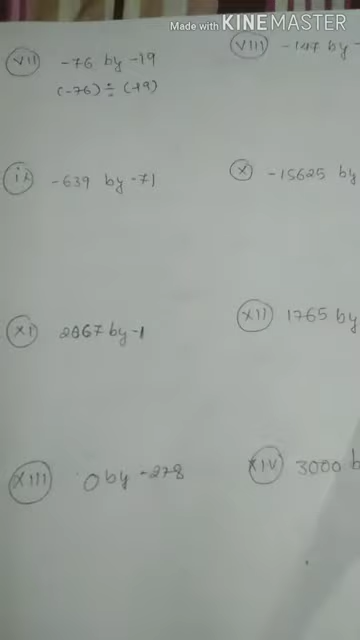 Made with KINEMASTER
VII -76 by -19
(-76) ÷ (-19)
VIII -147 by -
ix -639 by -71
X -15625 by
XI 2867 by -1
XII 1765 by
XIII 0 by -278
XIV 3000 b